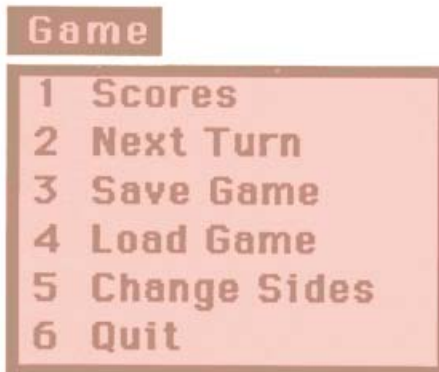 Game
1 Scores
2 Next Turn
3 Save Game
4 Load Game
5 Change Sides
6 Quit